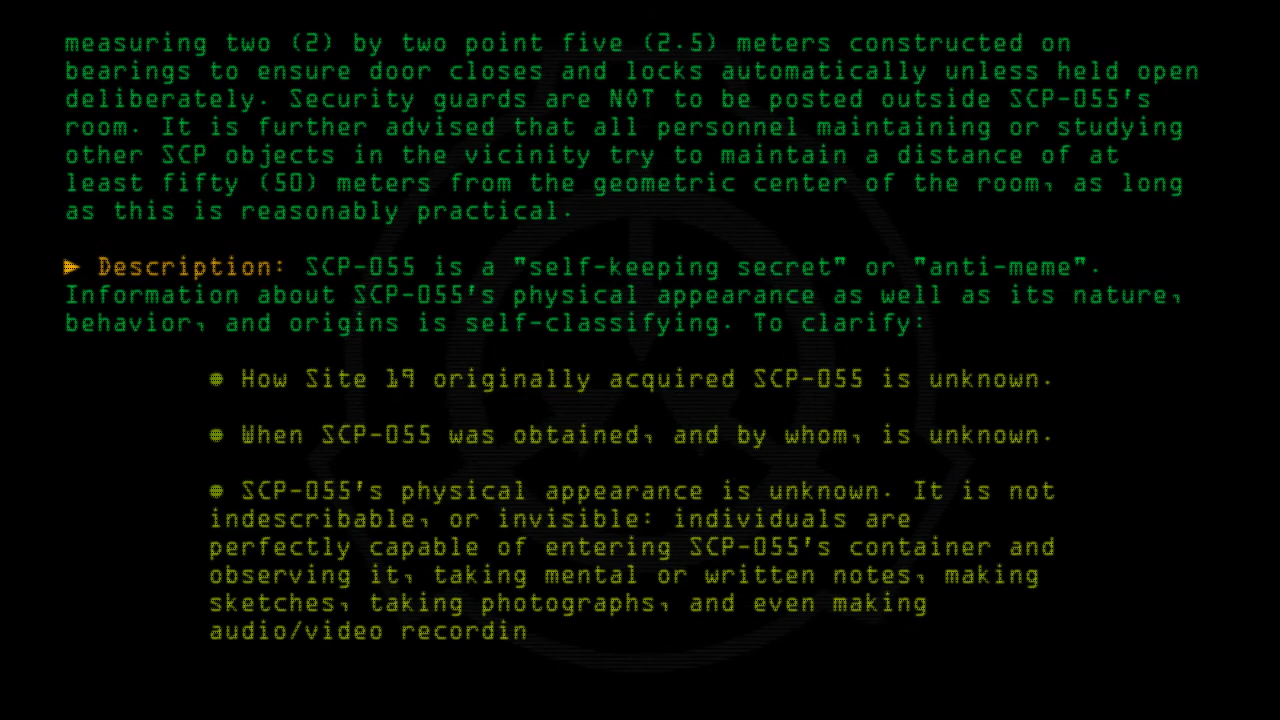 measuring two (2) by two point five (2.5) meters constructed on
bearings to ensure door closes and locks automatically unless held open
deliberately. Security guards are NOT to be posted outside SCP-055's
room. It is further advised that all personnel maintaining or studying
other SCP objects in the vicinity try to maintain a distance of at
least fifty (50) meters from the geometric center of the room, as long
as this is reasonably practical.
► Description: SCP-055 is a "self-keeping secret" or "anti-meme".
Information about SCP-055's physical appearance as well as its nature,
behavior, and origins is self-classifying. To clarify:
● How Site 19 originally acquired SCP-055 is unknown.
● When SCP-055 was obtained, and by whom, is unknown.
● SCP-055's physical appearance is unknown. It is not
indescribable, or invisible: individuals are
perfectly capable of entering SCP-055's container and
observing it, taking mental or written notes, making
sketches, taking photographs, and even making
audio/video recordin